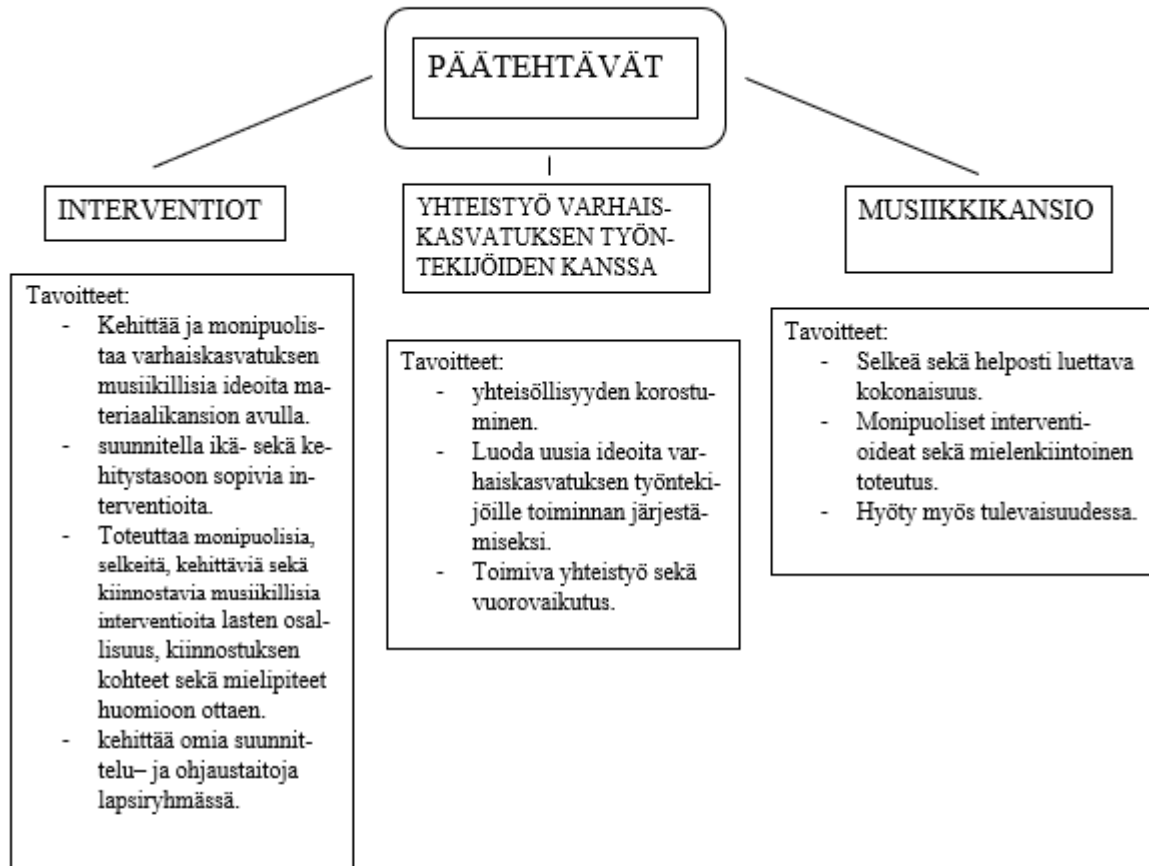 PÄÄTEHTÄVÄT
INTERVENTIOT
YHTEISTYÖ VARHAIS-
KASVATUKSEN TYÖN-
TEKIJÖIDEN KANSSA
MUSIIKKIKANSIO
Tavoitteet:
- Kehittää ja monipuolis-
taa varhaiskasvatuksen
musiikillisia ideoita ma-
teriaalikansion avulla.
- suunnitella ikä- sekä ke-
hitystasoon sopivia in-
terventioita.
- Toteuttaa monipuolisia,
selkeitä, kehittäviä sekä
kiinnostavia musiikillisia
interventioita lasten osal-
lisuus, kiinnostuksen
kohteet sekä mielipiteet
huomioon ottaen.
- kehittää omia suunnit-
telu– ja ohjaustaitoja
lapsiryhmässä.
Tavoitteet:
- yhteisöllisyyden korostu-
minen.
- Luoda uusia ideoita var-
haiskasvatuksen työnteki-
jöille toiminnan järjestä-
miseksi.
- Toimiva yhteistyö sekä
vuorovaikutus.
Tavoitteet:
- Selkeä sekä helposti luettava
kokonaisuus.
- Monipuoliset interventi-
oideat sekä mielenkiintoinen
toteutus.
- Hyöty myös tulevaisuudessa.